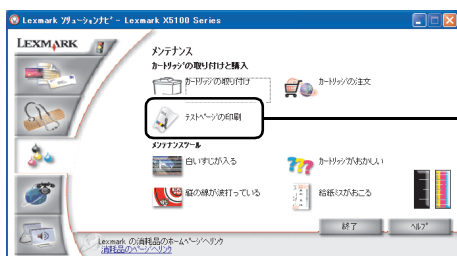 Lexmark ｿﾘｭｰｼｮﾝﾅﾋﾞ - Lexmark X5100 Series
LEXMARK
メンテナンス
ｶｰﾄﾘｯｼﾞの取り付けと購入
ｶｰﾄﾘｯｼﾞの取り付け
ｶｰﾄﾘｯｼﾞの注文
ﾃｽﾄﾍﾟｰｼﾞの印刷
ﾒﾝﾃﾅﾝｽﾂｰﾙ
白いすじが入る
ｶｰﾄﾘｯｼﾞがおかしい
縦の線が波打っている
給紙ﾐｽがおこる
終了
ﾍﾙﾌﾟ
Lexmark の消耗品のﾎｰﾑﾍﾟｰｼﾞへﾘﾝｸ
消耗品のﾍﾟｰｼﾞへﾘﾝｸ